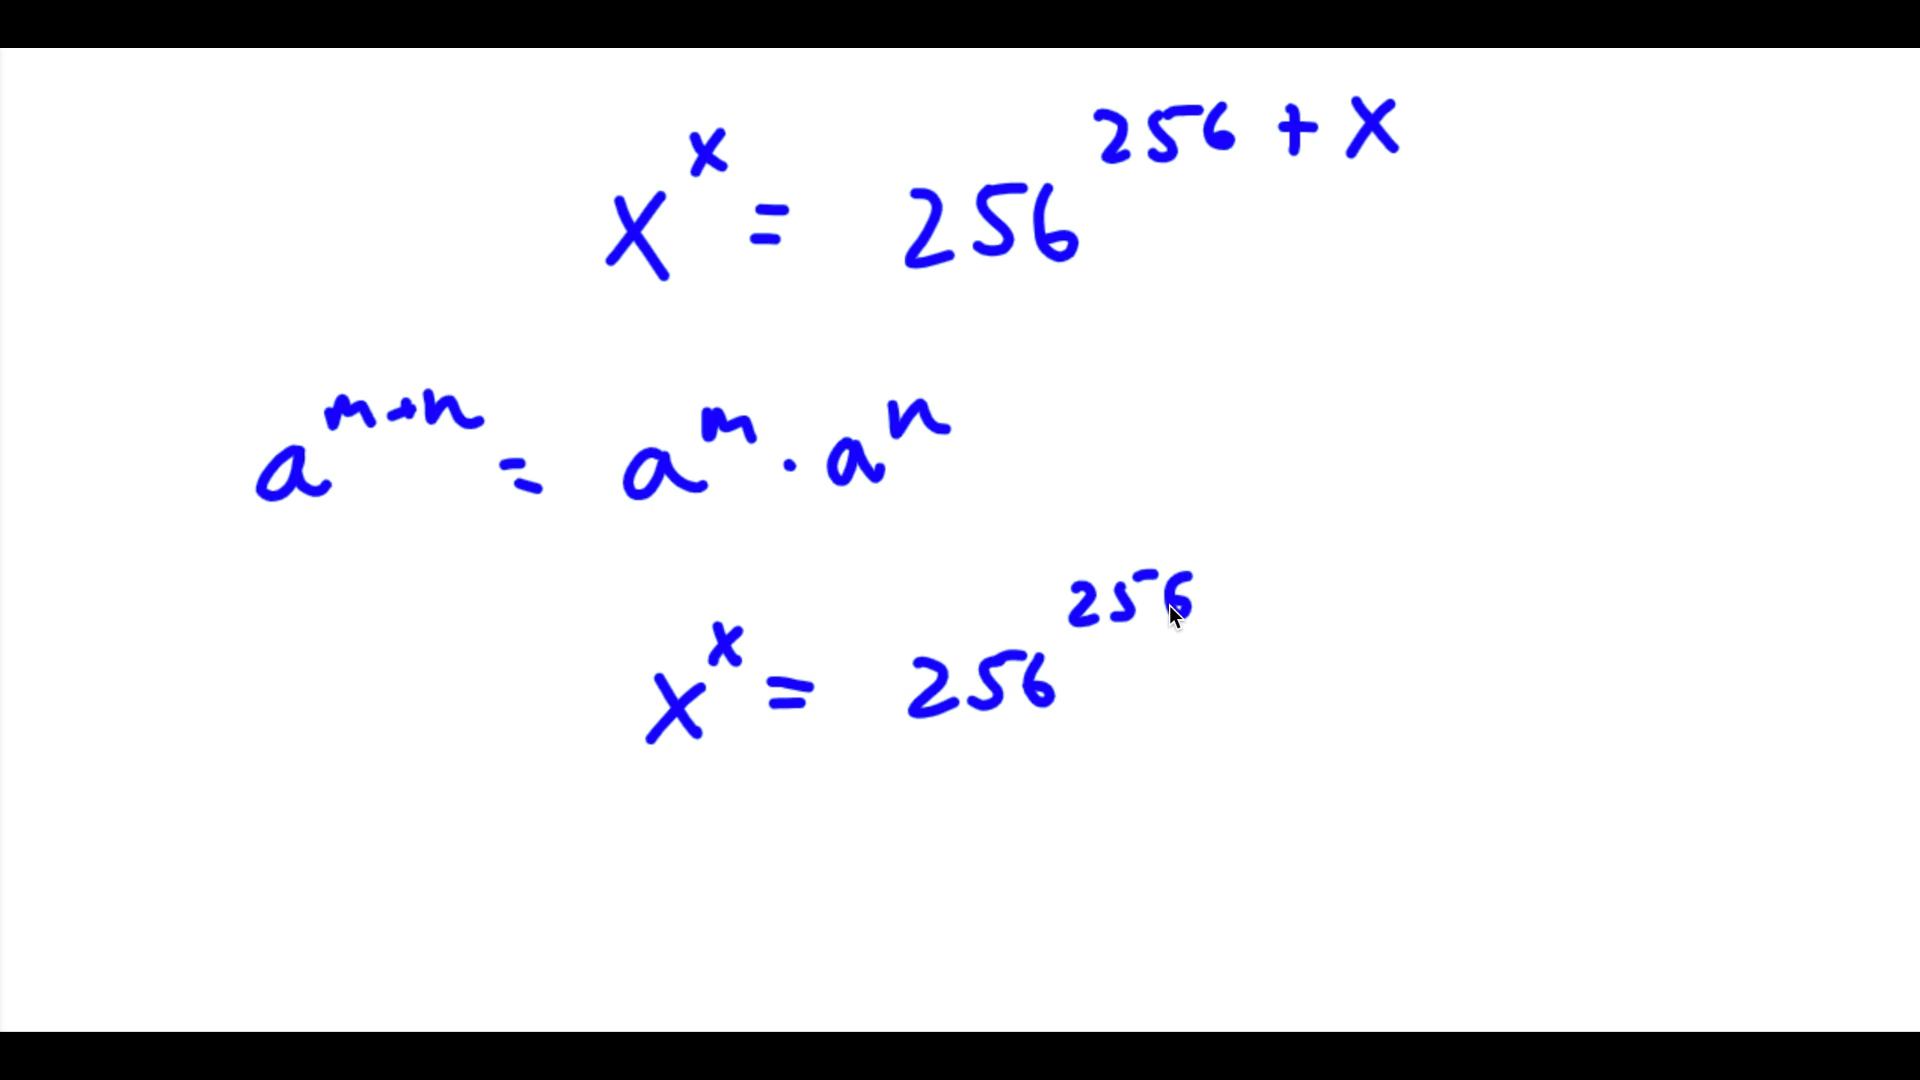 x^x = 256^{256 + x}
a^{m+n} = a^m · a^n
x^x = 256^{256}